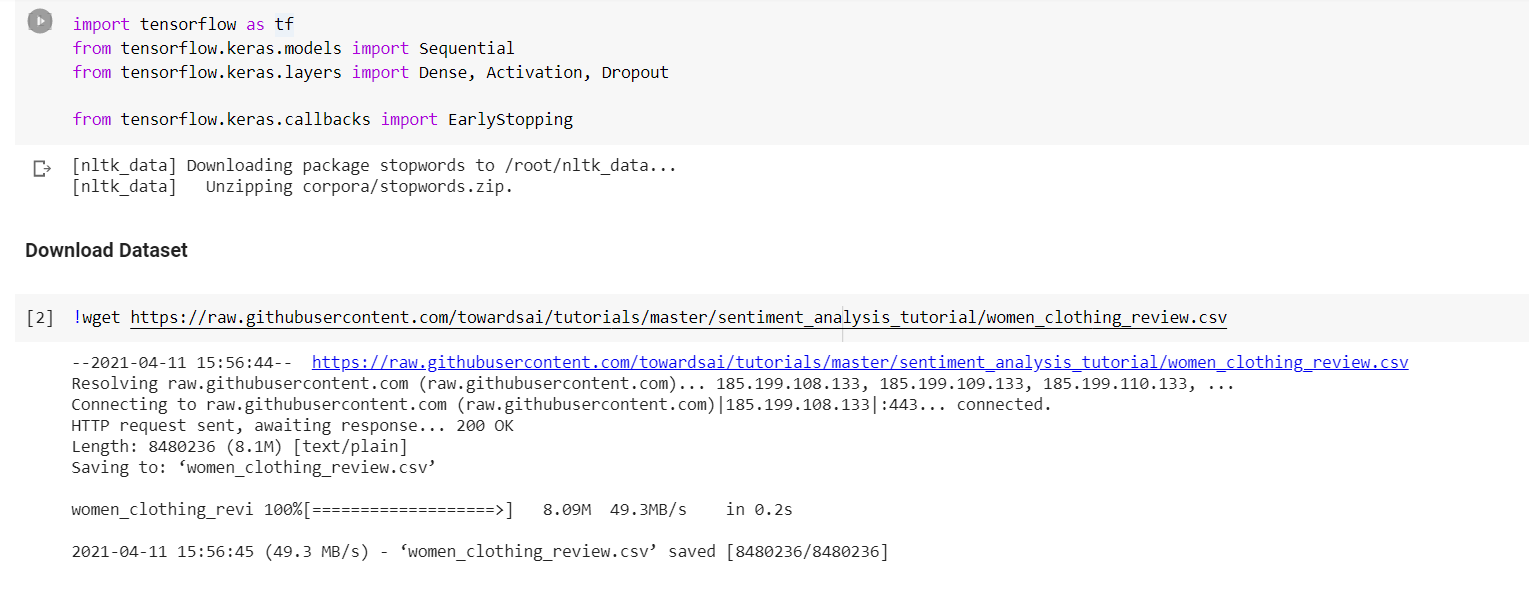 import tensorflow as tf
from tensorflow.keras.models import Sequential
from tensorflow.keras.layers import Dense, Activation, Dropout
from tensorflow.keras.callbacks import EarlyStopping
[nltk_data] Downloading package stopwords to /root/nltk_data...
[nltk_data]   Unzipping corpora/stopwords.zip.
Download Dataset
[2] !wget https://raw.githubusercontent.com/towardsai/tutorials/master/sentiment_analysis_tutorial/women_clothing_review.csv
--2021-04-11 15:56:44--  https://raw.githubusercontent.com/towardsai/tutorials/master/sentiment_analysis_tutorial/women_clothing_review.csv
Resolving raw.githubusercontent.com (raw.githubusercontent.com)... 185.199.108.133, 185.199.109.133, 185.199.110.133, ...
Connecting to raw.githubusercontent.com (raw.githubusercontent.com)|185.199.108.133|:443... connected.
HTTP request sent, awaiting response... 200 OK
Length: 8480236 (8.1M) [text/plain]
Saving to: ‘women_clothing_review.csv’
women_clothing_revi 100%[===================>]   8.09M  49.3MB/s    in 0.2s
2021-04-11 15:56:45 (49.3 MB/s) - ‘women_clothing_review.csv’ saved [8480236/8480236]